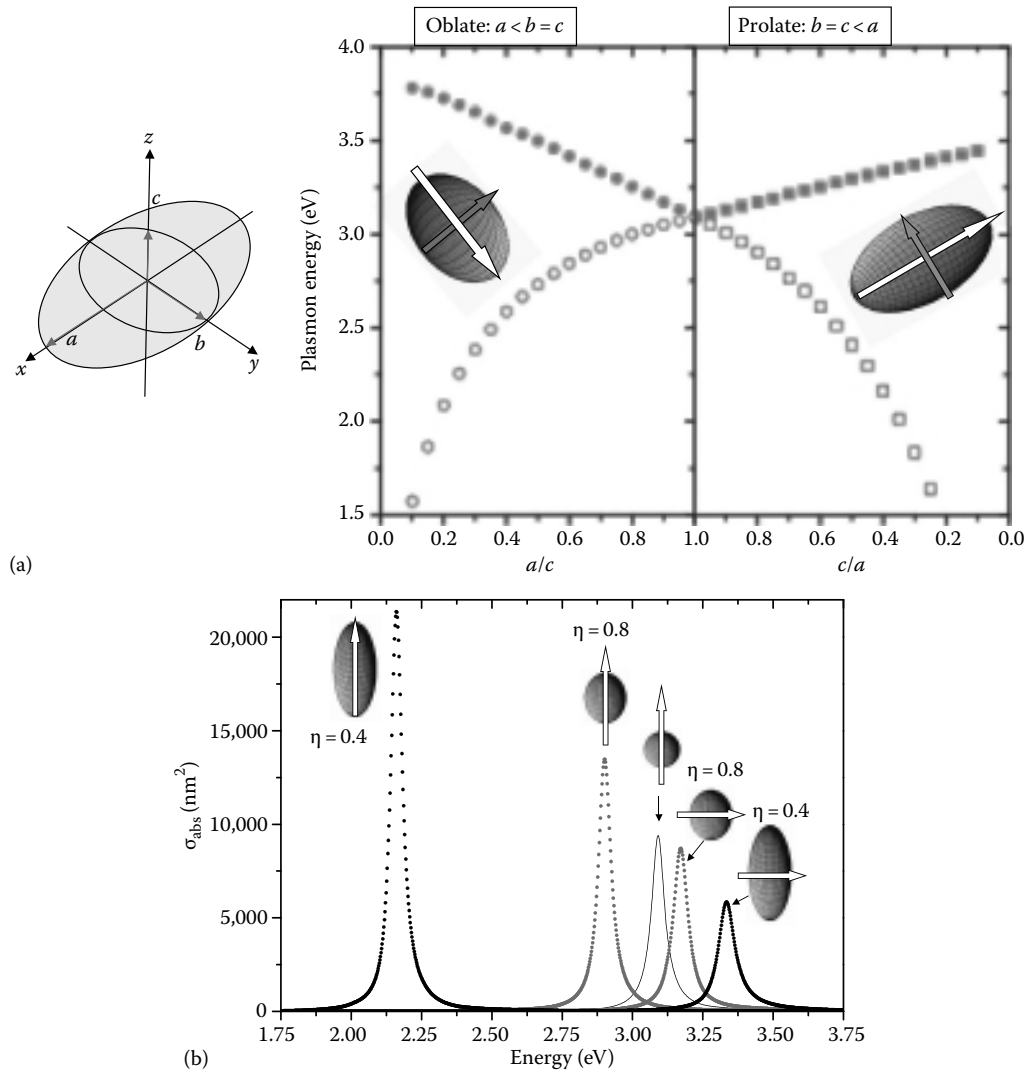 Oblate: a < b = c
Prolate: b = c < a
z
c
a
b
x
y
4.0
3.5
3.0
2.5
2.0
1.5
Plasmon energy (eV)
0.0 0.2 0.4 0.6 0.8 1.0 0.8 0.6 0.4 0.2 0.0
a/c
c/a
(a)
η = 0.8
η = 0.4
η = 0.8
η = 0.4
20,000
15,000
10,000
5,000
0
σabs (nm²)
1.75 2.00 2.25 2.50 2.75 3.00 3.25 3.50 3.75
Energy (eV)
(b)